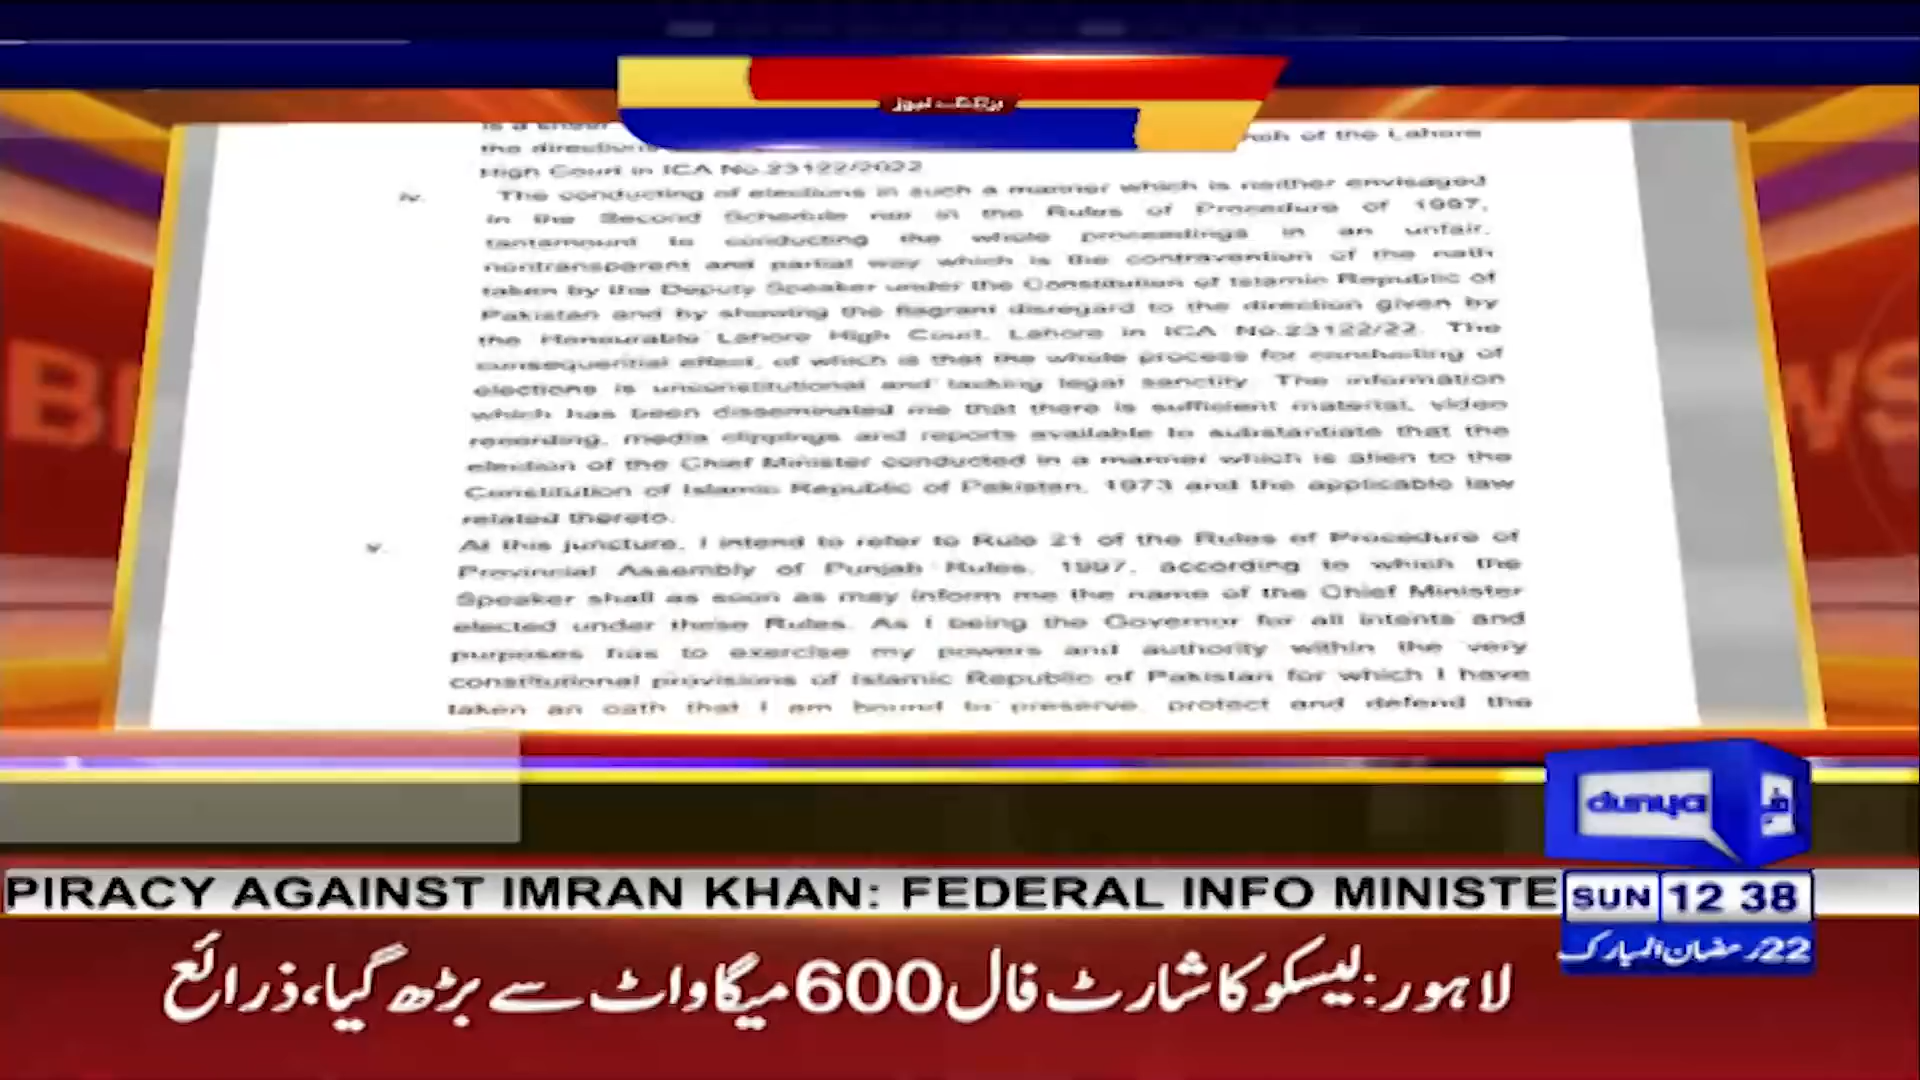 بریکنگ نیوز
the directions
of the Lahore
High Court in ICA No.23122/2022
iv. The conducting of elections in such a manner which is neither envisaged
in the Second Schedule nor in the Rules of Procedure of 1997,
tantamount to conducting the whole proceedings in an unfair,
nontransparent and partial way which is the contravention of the oath
taken by the Deputy Speaker under the Constitution of Islamic Republic of
Pakistan and by showing the flagrant disregard to the direction given by
the Honourable Lahore High Court, Lahore in ICA No.23122/22. The
consequential effect, of which is that the whole process for conducting of
elections is unconstitutional and lacking legal sanctity. The information
which has been disseminated me that there is sufficient material, video
recording, media clippings and reports available to substantiate that the
election of the Chief Minister conducted in a manner which is alien to the
Constitution of Islamic Republic of Pakistan, 1973 and the applicable law
related thereto.
v. At this juncture, I intend to refer to Rule 21 of the Rules of Procedure of
Provincial Assembly of Punjab Rules, 1997, according to which the
Speaker shall as soon as may inform me the name of the Chief Minister
elected under these Rules. As I being the Governor for all intents and
purposes has to exercise my powers and authority within the very
constitutional provisions of Islamic Republic of Pakistan for which I have
taken an oath that I am bound to preserve, protect and defend the
dunya
PIRACY AGAINST IMRAN KHAN: FEDERAL INFO MINISTE
SUN 12 38
22رمضان المبارک
لاہور:لیسکو کا شارٹ فال 600 میگاواٹ سے بڑھ گیا، ذرائع